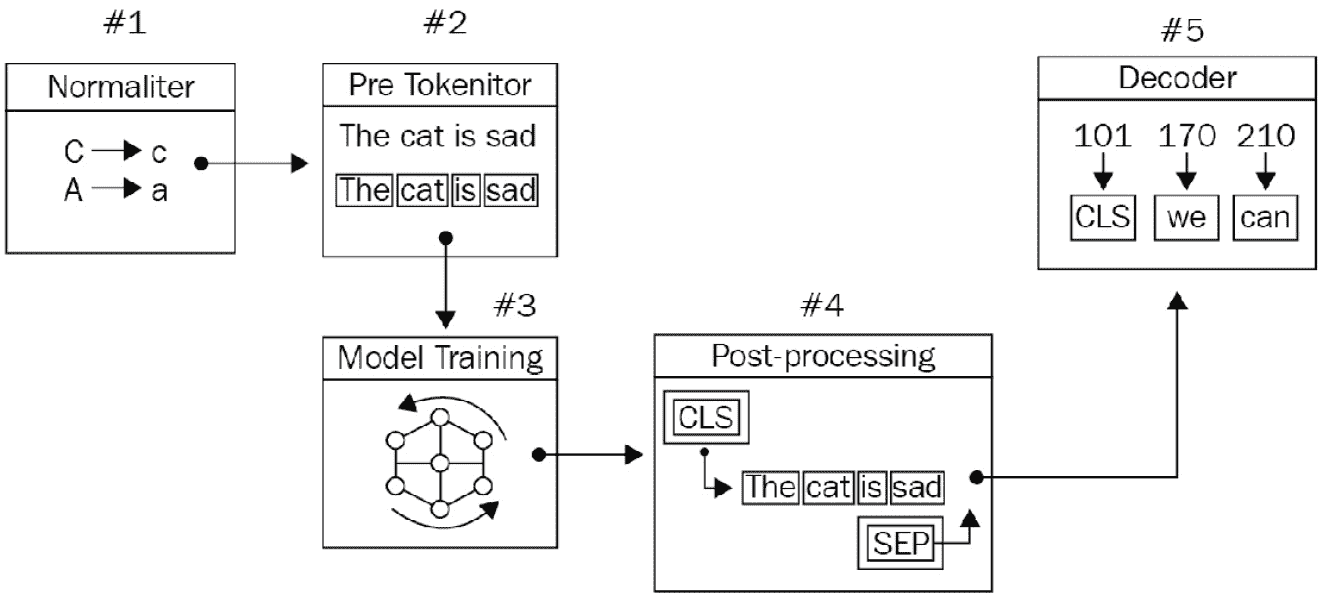 #1
Normaliter
C c
A a
#2
Pre Tokenitor
The cat is sad
The cat is sad
#3
Model Training
#4
Post-processing
CLS
The cat is sad
SEP
#5
Decoder
101 170 210
CLS we can